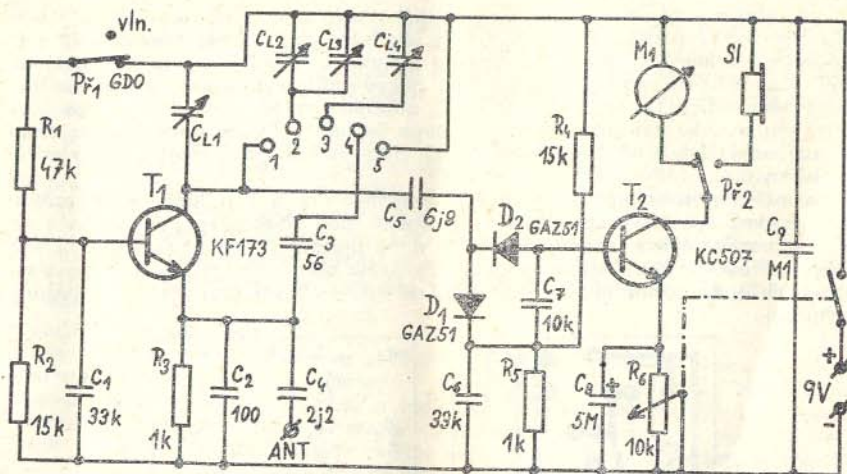 vln.
Př1 GDO
CL1
CL2
CL3
CL4
1
2
3
4
5
M1
Sl
Př2
R1
47k
T1
KF173
C3
56
C5
6j8
D2
GAZ51
D1
GAZ51
C7
10k
R4
15k
T2
KC507
C9
M1
R2
15k
C1
33k
R3
1k
C2
100
C4
2j2
ANT
C6
33k
R5
1k
C8
+
5M
R6
10k
+
9V
-